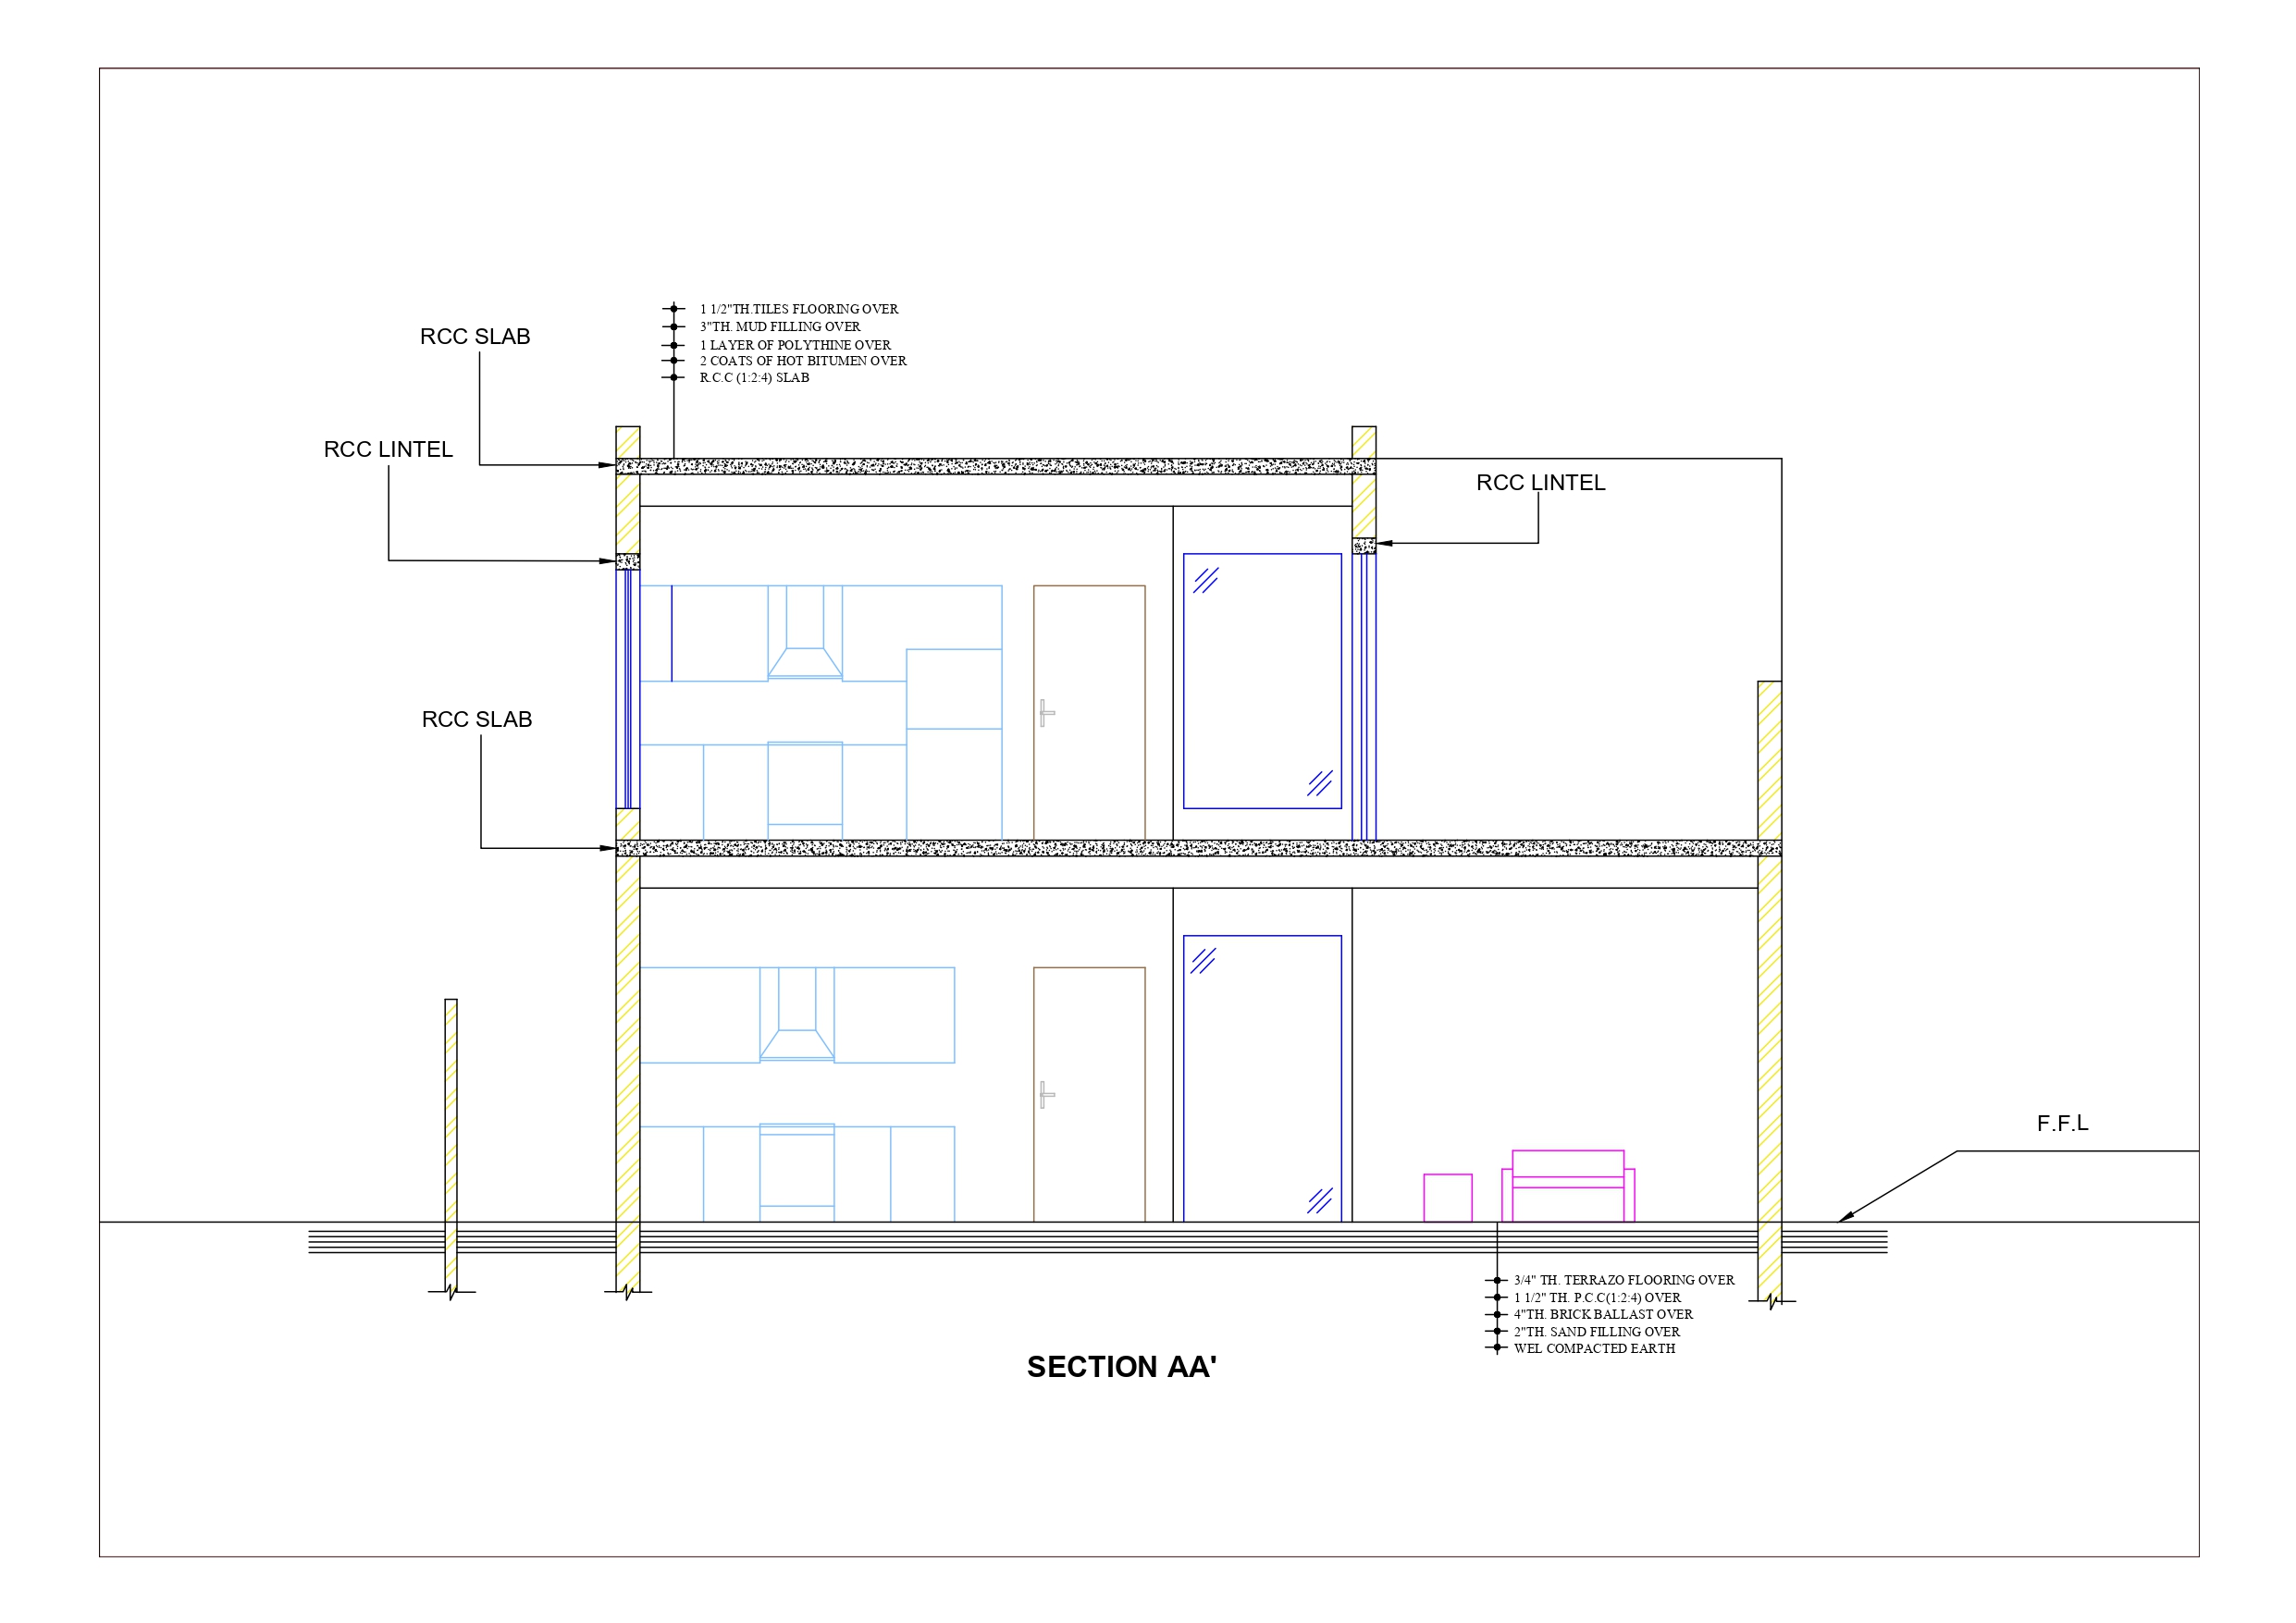 1 1/2"TH.TILES FLOORING OVER
3"TH. MUD FILLING OVER
1 LAYER OF POLYTHINE OVER
2 COATS OF HOT BITUMEN OVER
R.C.C (1:2:4) SLAB
RCC SLAB
RCC LINTEL
RCC LINTEL
RCC SLAB
F.F.L
3/4" TH. TERRAZO FLOORING OVER
1 1/2" TH. P.C.C(1:2:4) OVER
4"TH. BRICK BALLAST OVER
2"TH. SAND FILLING OVER
WEL COMPACTED EARTH
SECTION AA'